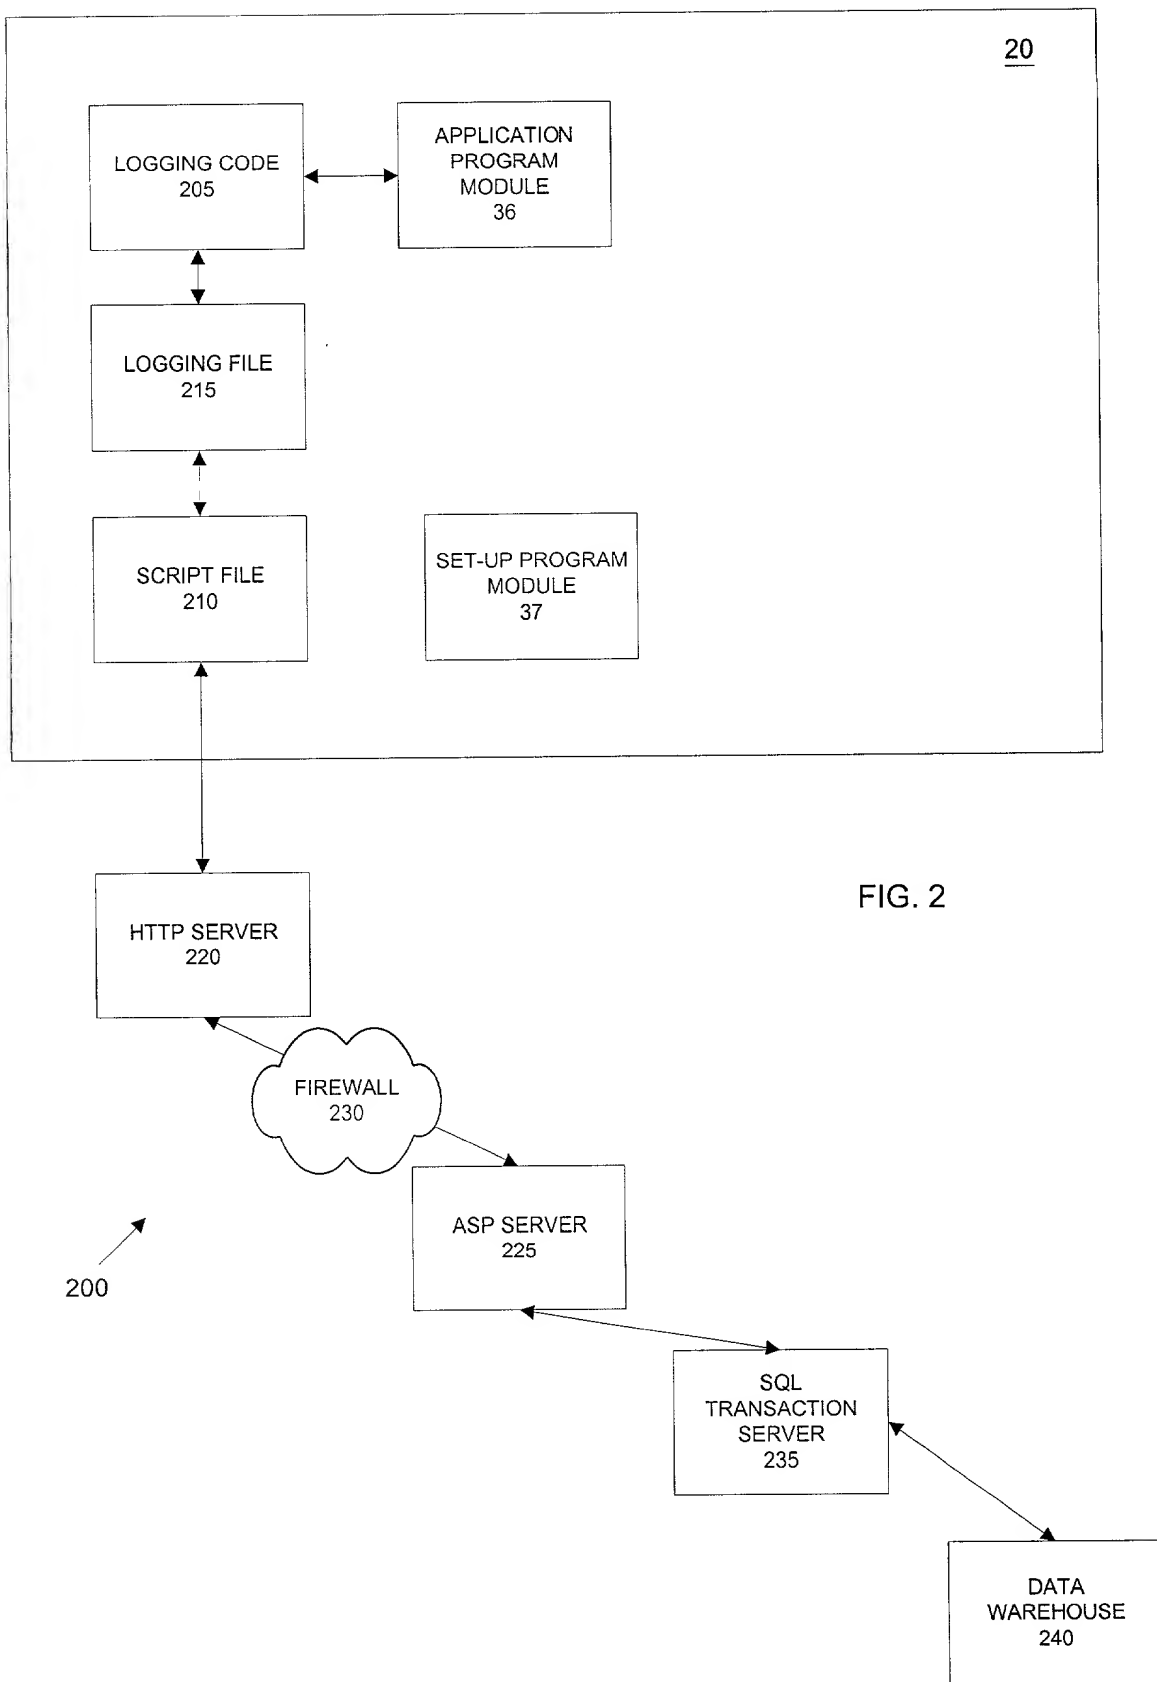 20
LOGGING CODE
205
APPLICATION
PROGRAM
MODULE
36
LOGGING FILE
215
SCRIPT FILE
210
SET-UP PROGRAM
MODULE
37
HTTP SERVER
220
FIG. 2
FIREWALL
230
ASP SERVER
225
200
SQL
TRANSACTION
SERVER
235
DATA
WAREHOUSE
240